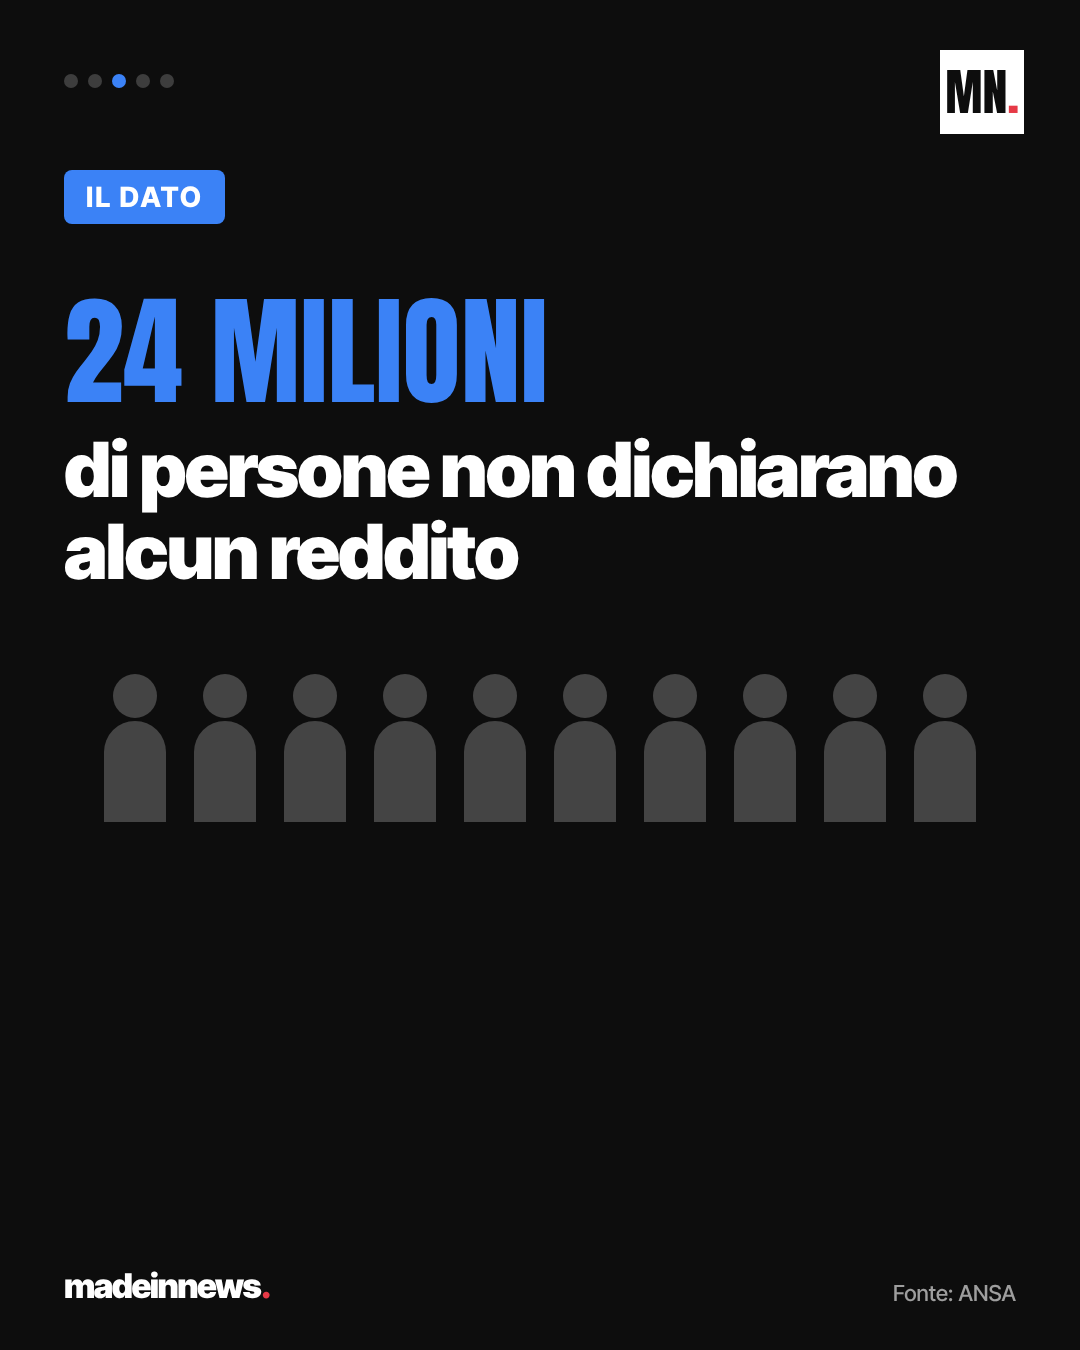 MN.
IL DATO
24 MILIONI
di persone non dichiarano
alcun reddito
madeinnews.
Fonte: ANSA